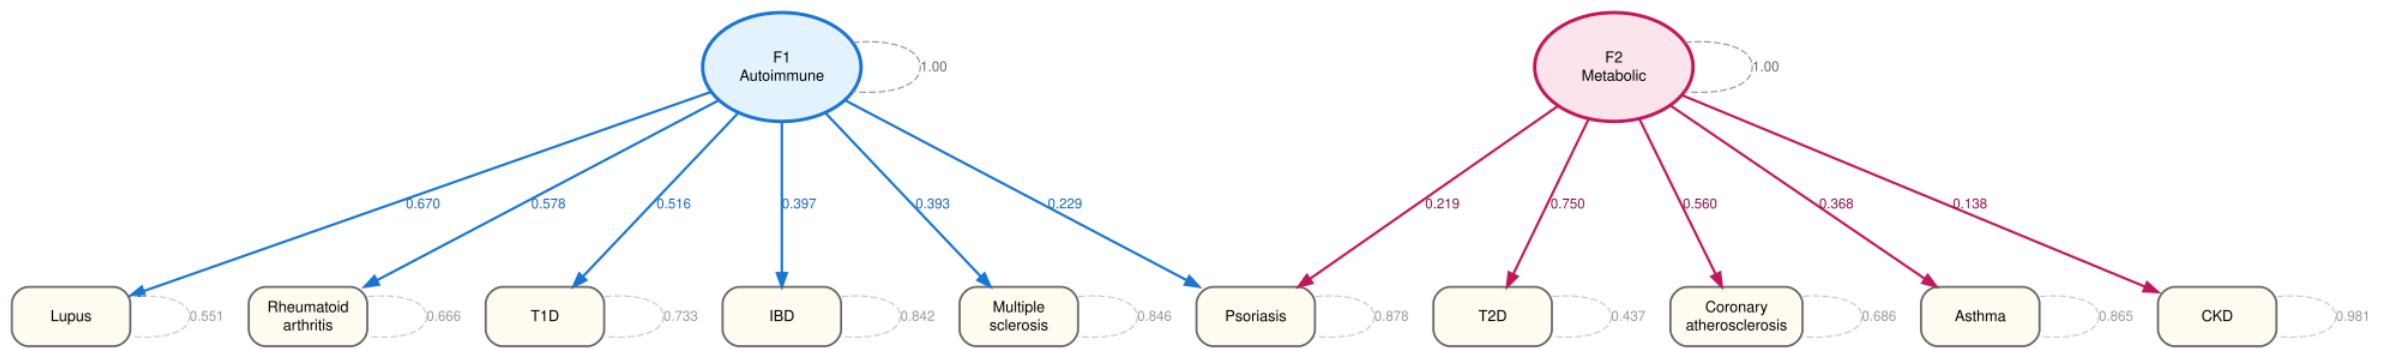 F1
Autoimmune
1.00
F2
Metabolic
1.00
0.670
0.578
0.516
0.397
0.393
0.229
0.219
0.750
0.560
0.368
0.138
Lupus
0.551
Rheumatoid
arthritis
0.666
T1D
0.733
IBD
0.842
Multiple
sclerosis
0.846
Psoriasis
0.878
T2D
0.437
Coronary
atherosclerosis
0.686
Asthma
0.865
CKD
0.981